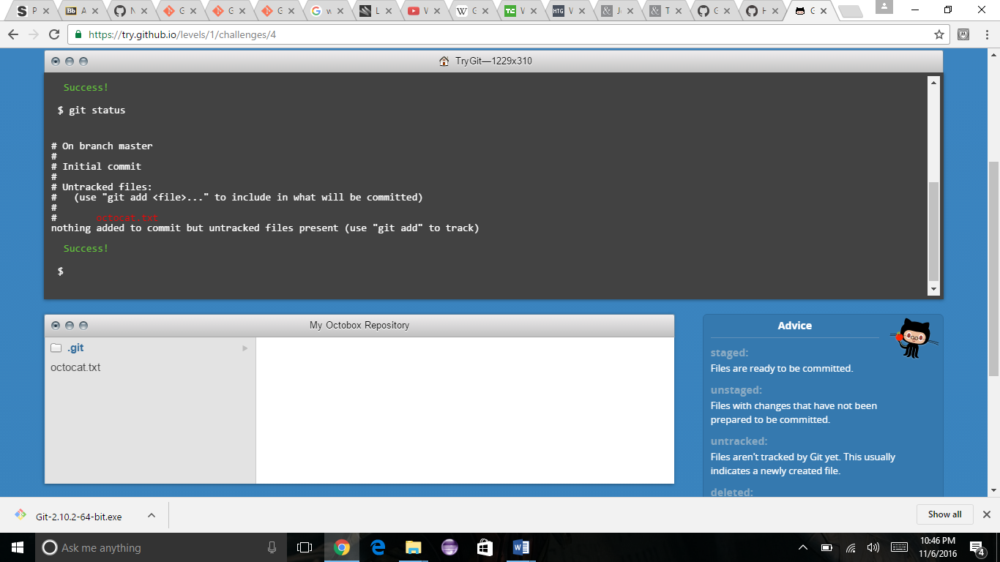 P
Bb A
N
G
G
G
G w
L
W
W G
TC W
HTG W
& J
& T
G
H
G
https://try.github.io/levels/1/challenges/4
TryGit—1229x310
Success!
$ git status
# On branch master
#
# Initial commit
#
# Untracked files:
# (use "git add <file>..." to include in what will be committed)
#
# octocat.txt
nothing added to commit but untracked files present (use "git add" to track)
Success!
$
My Octobox Repository
.git
octocat.txt
Advice
staged:
Files are ready to be committed.
unstaged:
Files with changes that have not been
prepared to be committed.
untracked:
Files aren't tracked by Git yet. This usually
indicates a newly created file.
deleted:
Git-2.10.2-64-bit.exe
Show all
Ask me anything
10:46 PM
11/6/2016
4